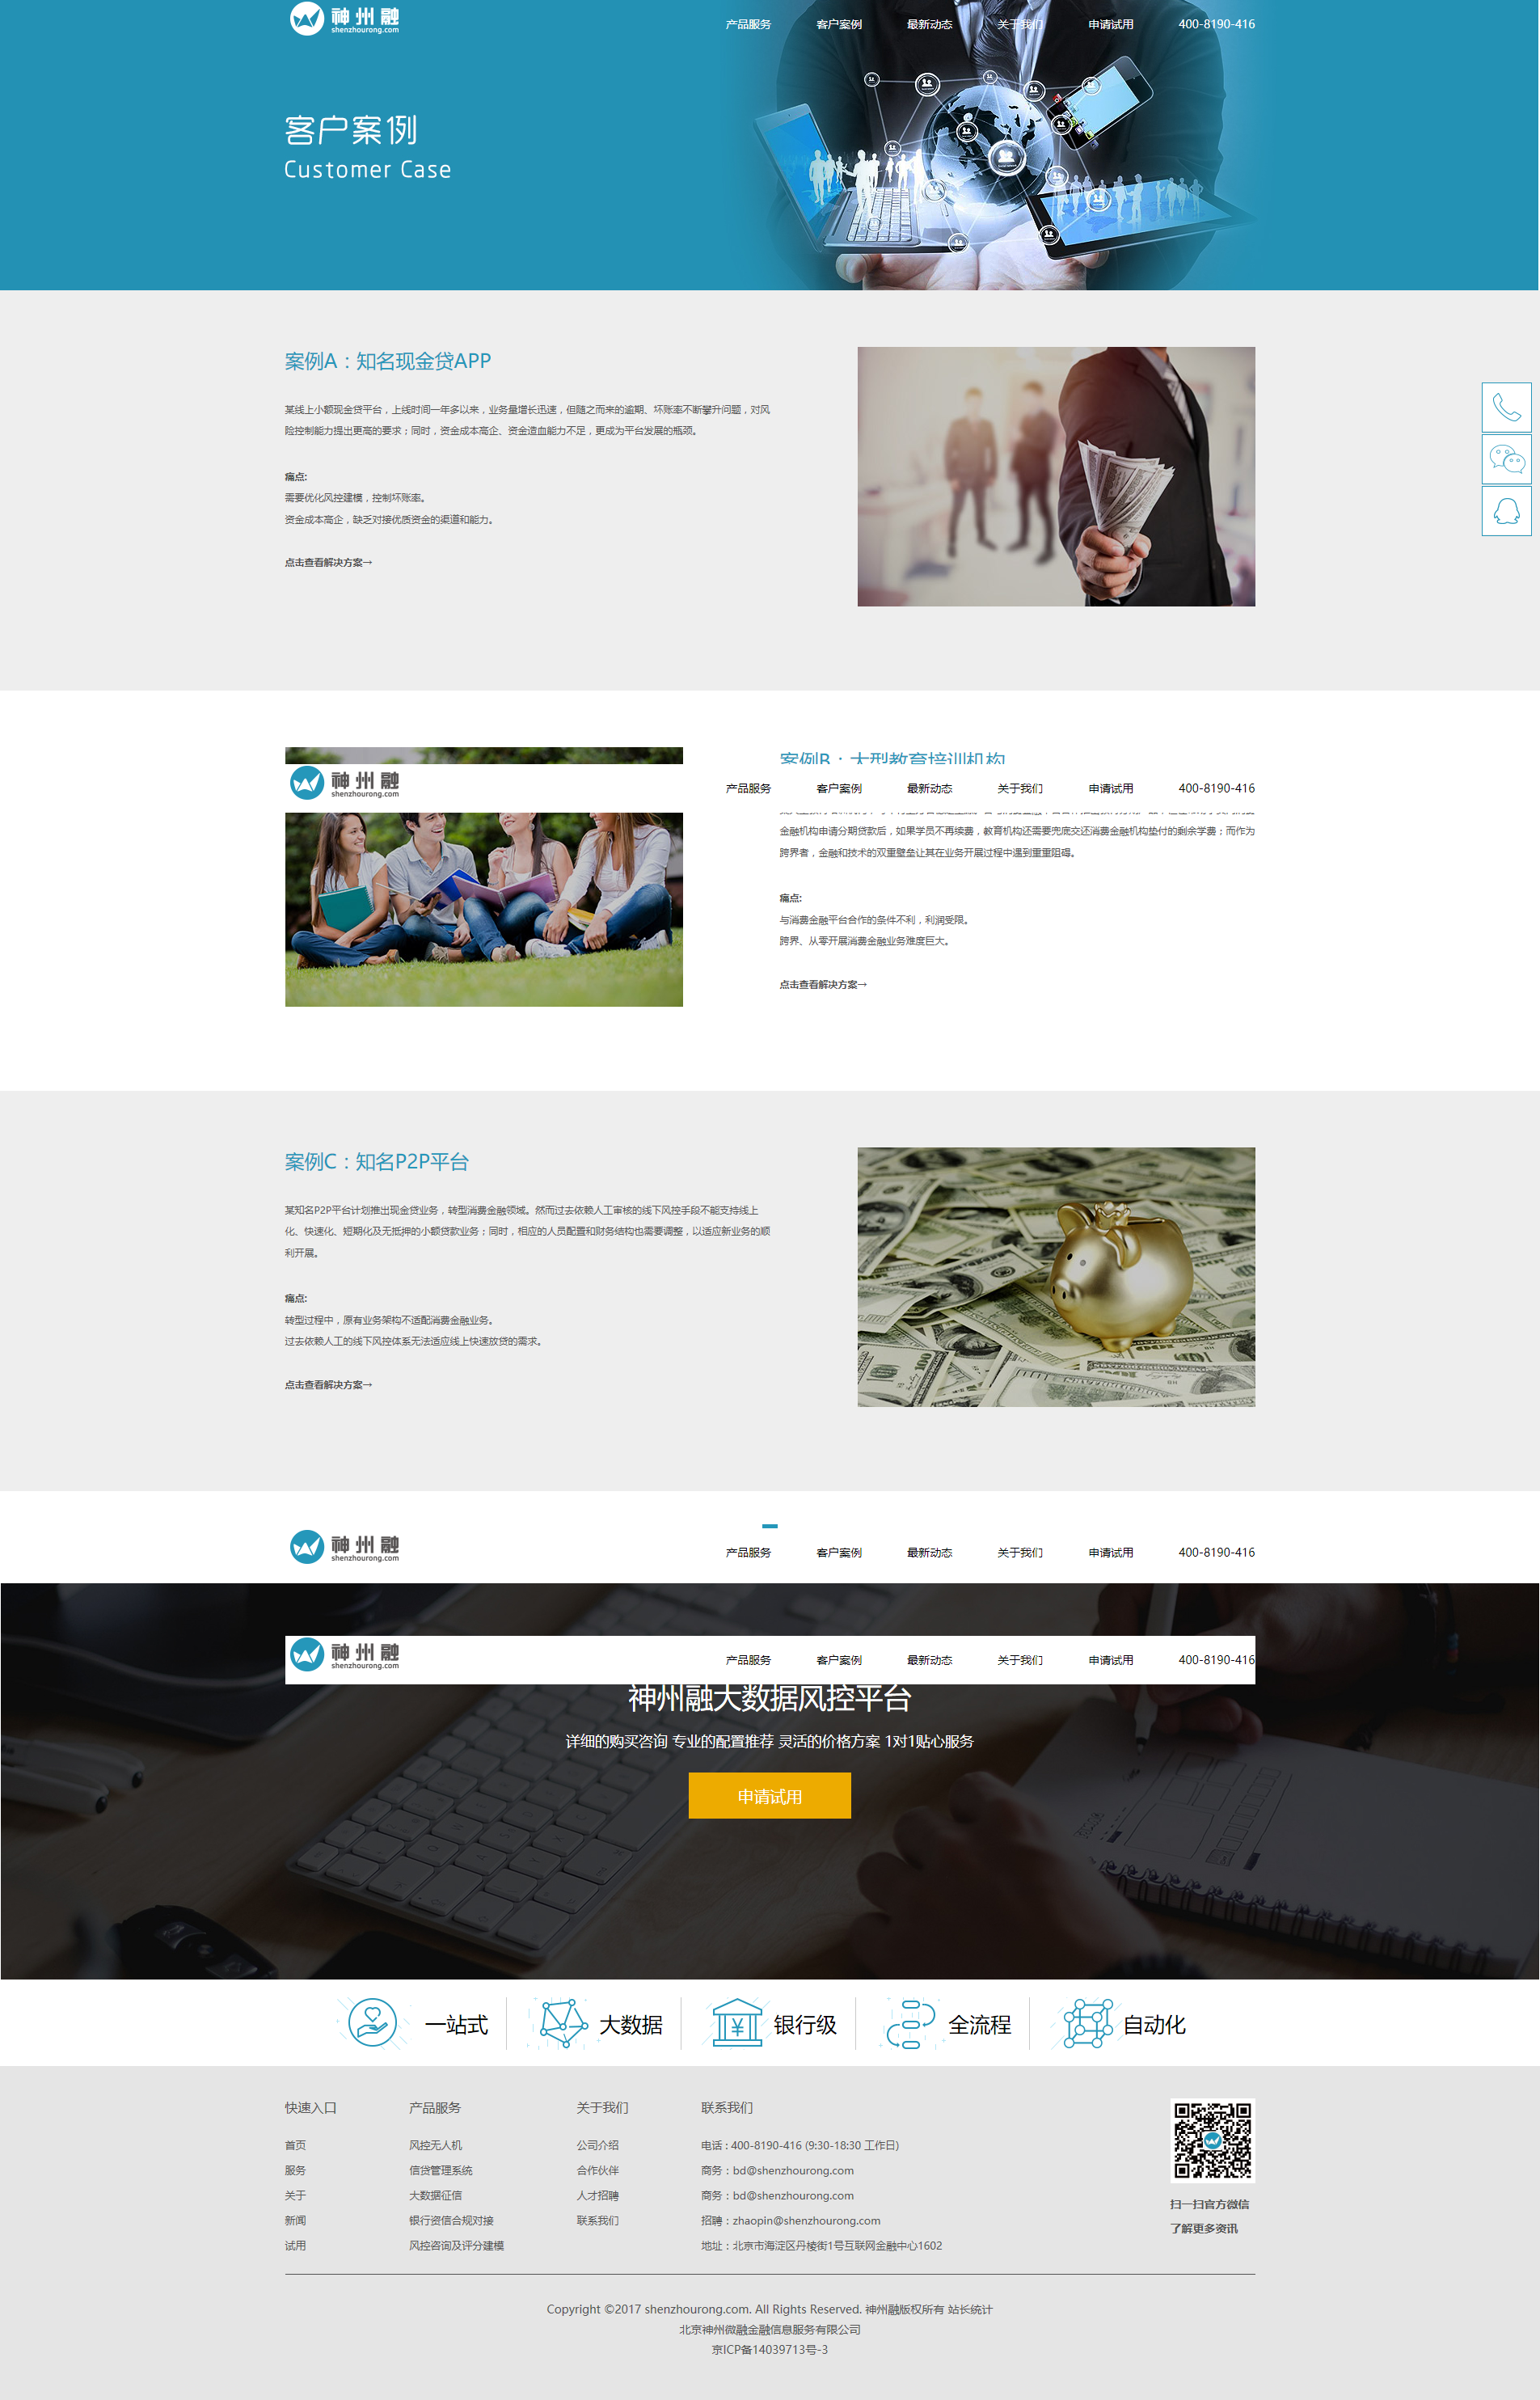 神州融
shenzhourong.com
产品服务 客户案例 最新动态 关于我们 申请试用 400-8190-416
客户案例
Customer Case
案例A：知名现金贷APP
某线上小额现金贷平台，上线时间一年多以来，业务量增长迅速，但随之而来的逾期、坏账率不断攀升问题，对风
险控制能力提出更高的要求；同时，资金成本高企、资金造血能力不足，更成为平台发展的瓶颈。
痛点:
需要优化风控建模，控制坏账率。
资金成本高企，缺乏对接优质资金的渠道和能力。
点击查看解决方案→
案例B：大型教育培训机构
神州融
shenzhourong.com
产品服务 客户案例 最新动态 关于我们 申请试用 400-8190-416
金融机构申请分期贷款后，如果学员不再续费，教育机构还需要兜底交还消费金融机构垫付的剩余学费；而作为
跨界者，金融和技术的双重壁垒让其在业务开展过程中遇到重重阻碍。
痛点:
与消费金融平台合作的条件不利，利润受限。
跨界、从零开展消费金融业务难度巨大。
点击查看解决方案→
案例C：知名P2P平台
某知名P2P平台计划推出现金贷业务，转型消费金融领域。然而过去依赖人工审核的线下风控手段不能支持线上
化、快速化、短期化及无抵押的小额贷款业务；同时，相应的人员配置和财务结构也需要调整，以适应新业务的顺
利开展。
痛点:
转型过程中，原有业务架构不适配消费金融业务。
过去依赖人工的线下风控体系无法适应线上快速放贷的需求。
点击查看解决方案→
神州融
shenzhourong.com
产品服务 客户案例 最新动态 关于我们 申请试用 400-8190-416
神州融
shenzhourong.com
产品服务 客户案例 最新动态 关于我们 申请试用 400-8190-416
神州融大数据风控平台
详细的购买咨询 专业的配置推荐 灵活的价格方案 1对1贴心服务
申请试用
一站式 大数据 银行级 全流程 自动化
快速入口 产品服务 关于我们 联系我们
首页 风控无人机 公司介绍 电话 : 400-8190-416 (9:30-18:30 工作日)
服务 信贷管理系统 合作伙伴 商务：bd@shenzhourong.com
关于 大数据征信 人才招聘 商务：bd@shenzhourong.com
新闻 银行资信合规对接 联系我们 招聘：zhaopin@shenzhourong.com
试用 风控咨询及评分建模 地址：北京市海淀区丹棱街1号互联网金融中心1602
扫一扫官方微信
了解更多资讯
Copyright ©2017 shenzhourong.com. All Rights Reserved. 神州融版权所有 站长统计
北京神州微融金融信息服务有限公司
京ICP备14039713号-3